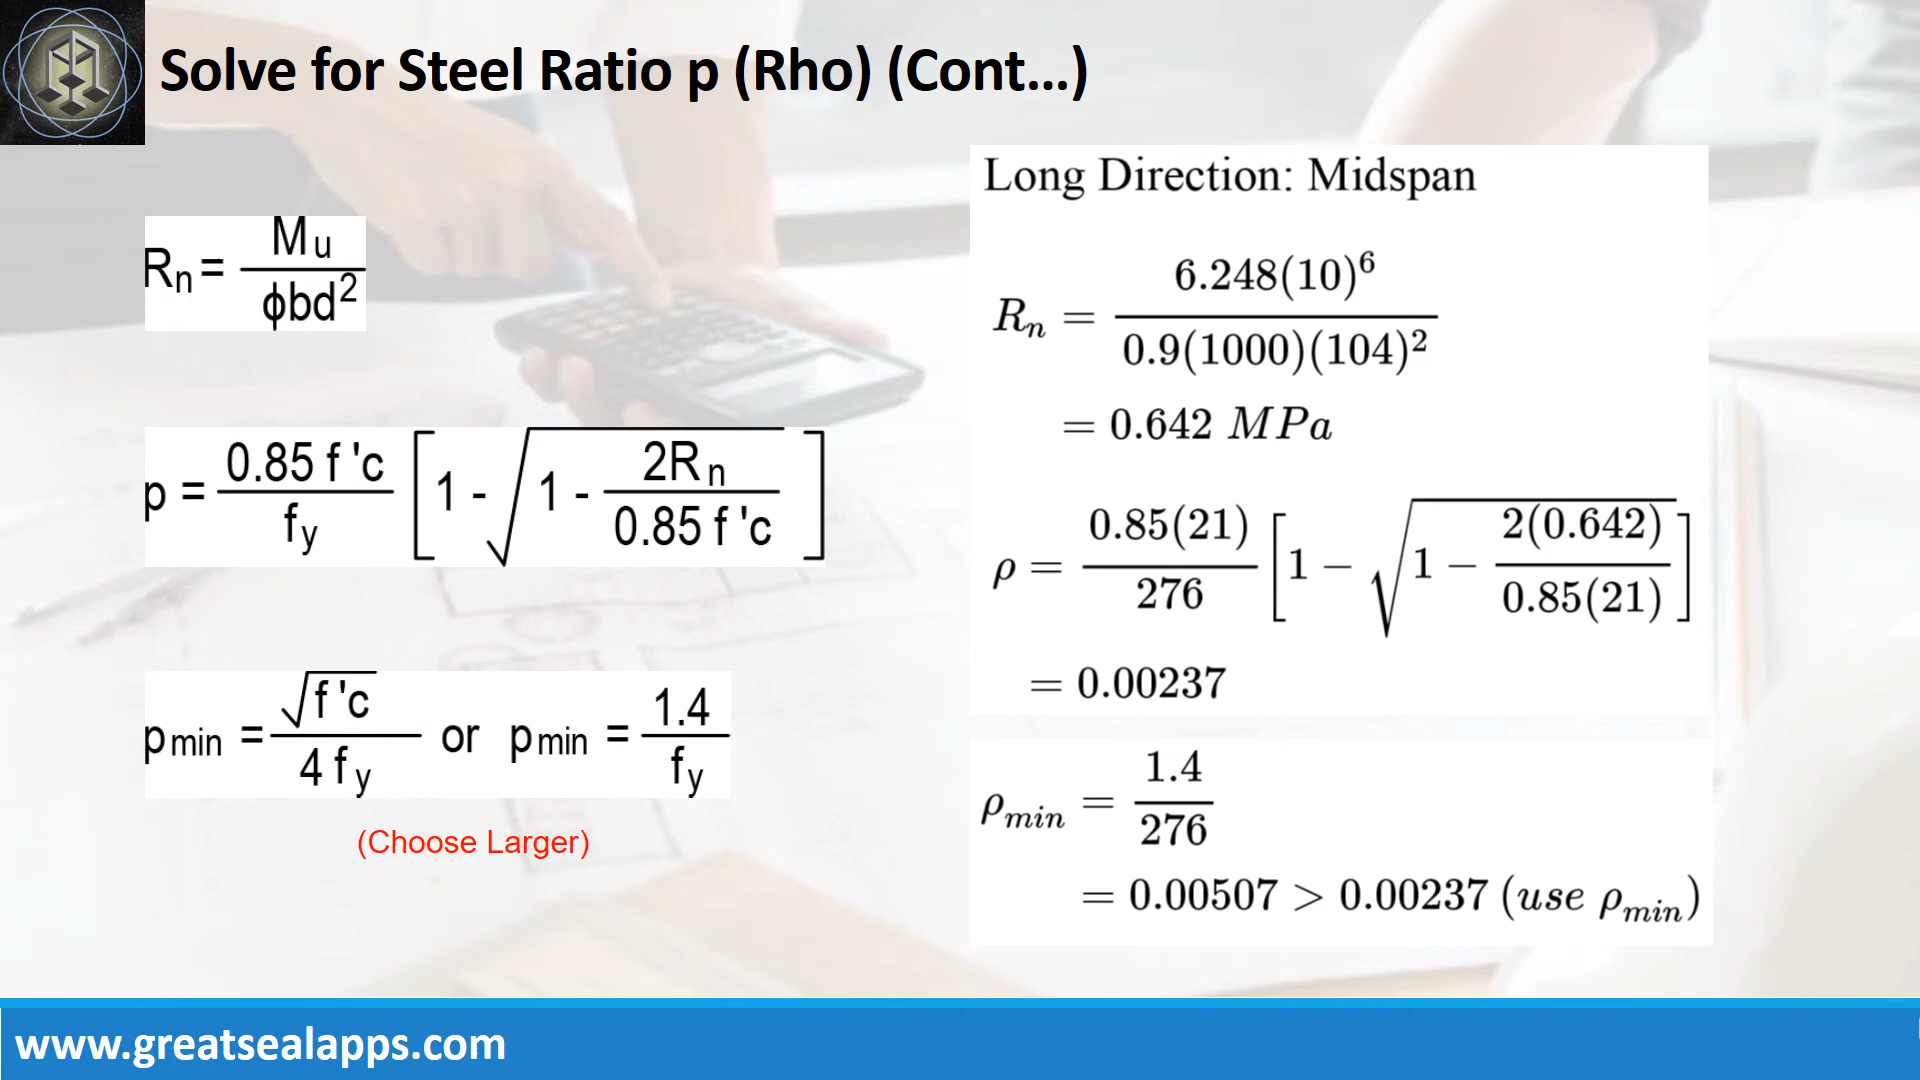 Solve for Steel Ratio p (Rho) (Cont...)
Rn = Mu / ϕbd²
p = 0.85 f 'c / fy [1 - √(1 - 2Rn / 0.85 f 'c)]
pmin = √f 'c / 4 fy or pmin = 1.4 / fy
(Choose Larger)
Long Direction: Midspan
Rn = 6.248(10)⁶ / 0.9(1000)(104)²
= 0.642 MPa
ρ = 0.85(21) / 276 [1 − √(1 − 2(0.642) / 0.85(21))]
= 0.00237
ρmin = 1.4 / 276
= 0.00507 > 0.00237 (use ρmin)
www.greatsealapps.com